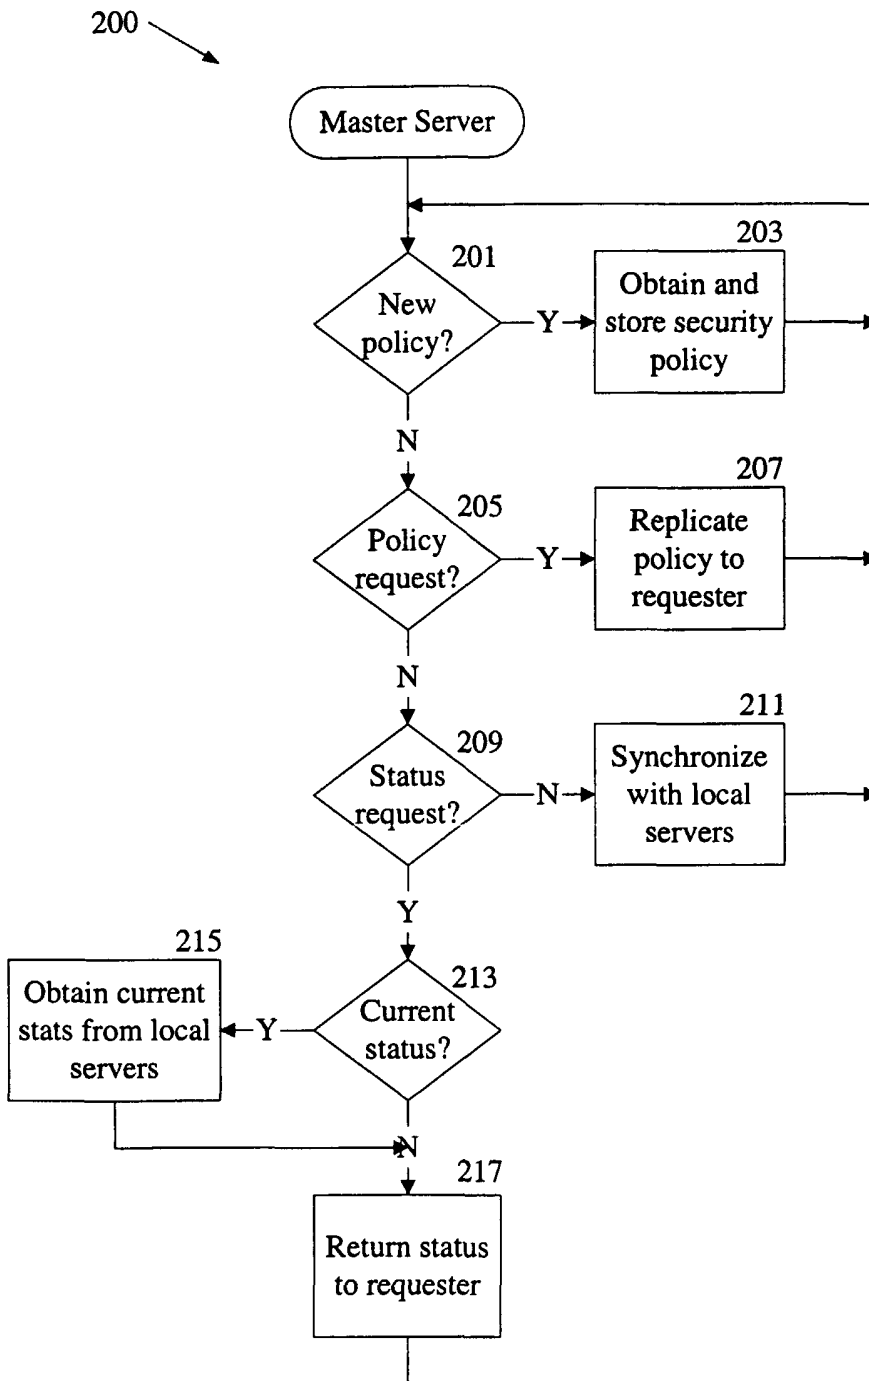 200
Master Server
201
New
policy?
Y
203
Obtain and
store security
policy
N
205
Policy
request?
Y
207
Replicate
policy to
requester
N
209
Status
request?
N
211
Synchronize
with local
servers
Y
213
Current
status?
Y
215
Obtain current
stats from local
servers
N
217
Return status
to requester